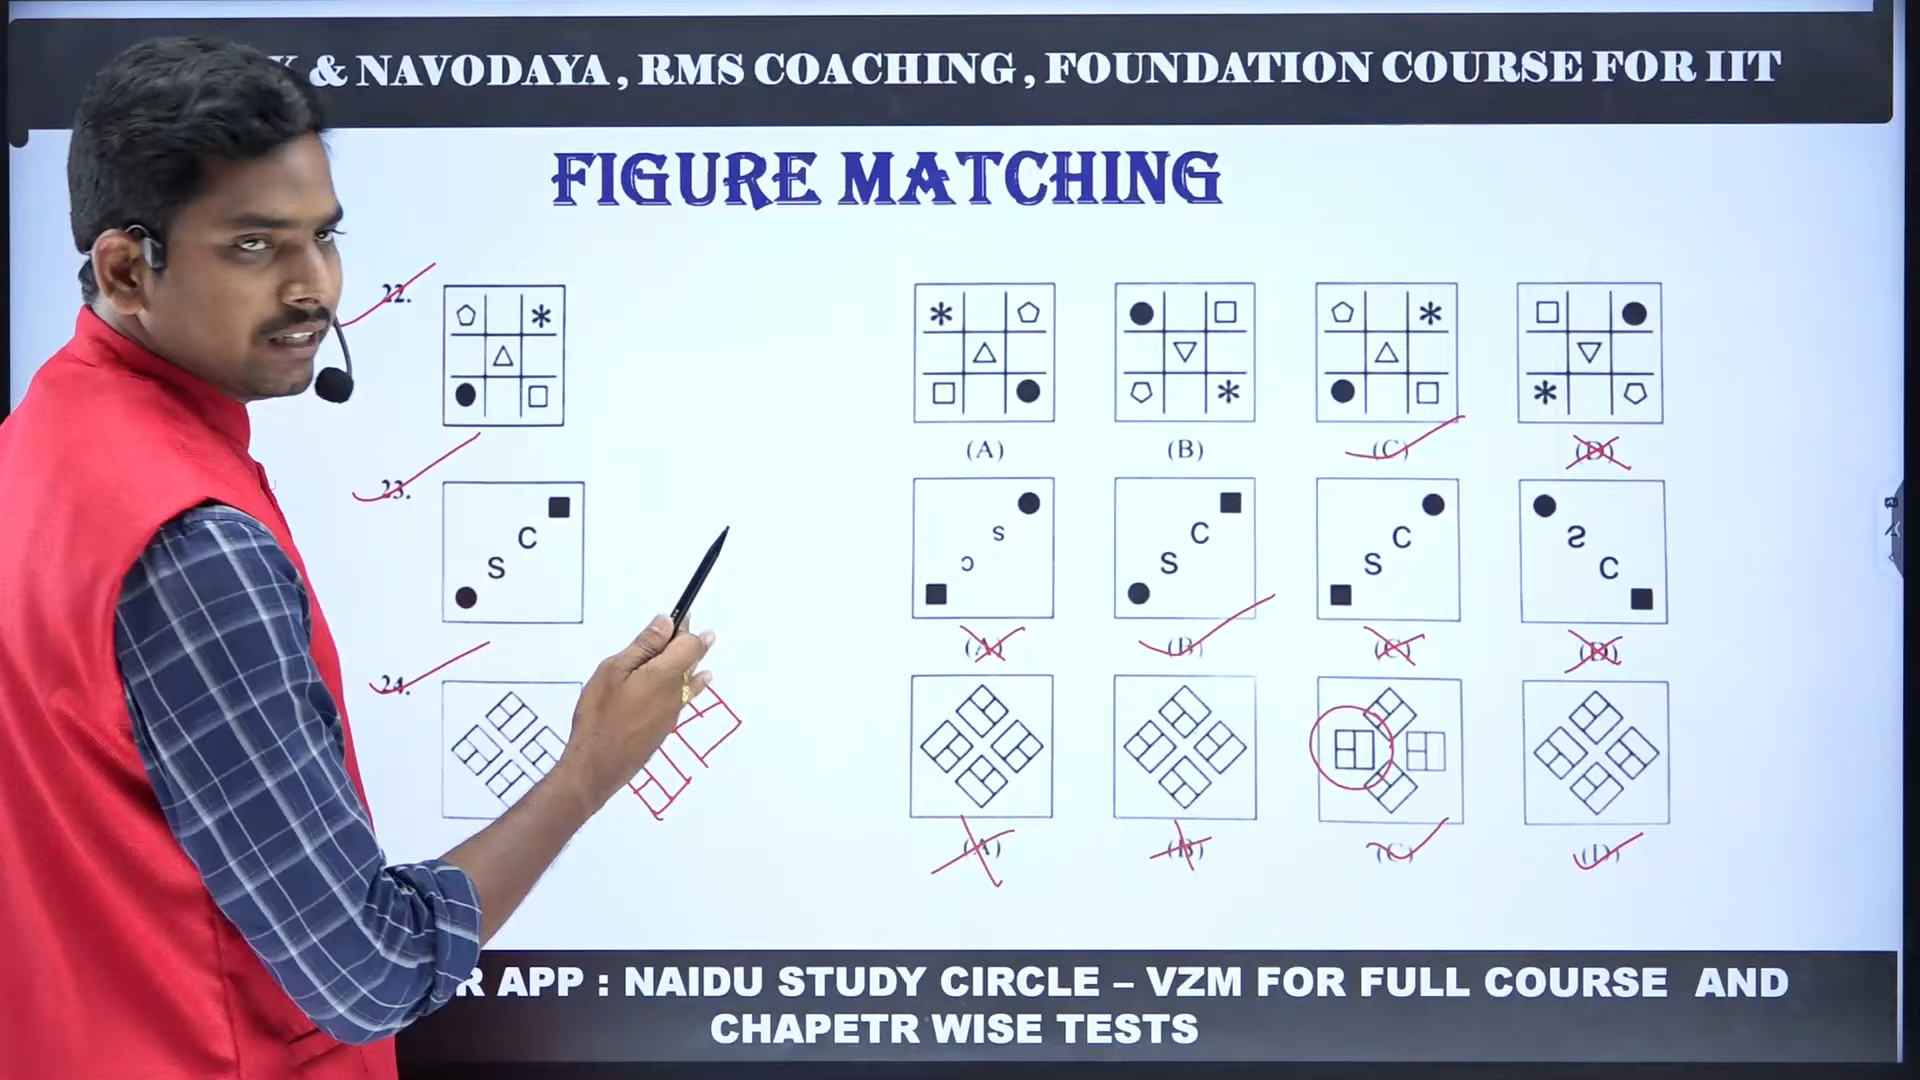 & NAVODAYA , RMS COACHING , FOUNDATION COURSE FOR IIT
FIGURE MATCHING
22.
(A) (B) (C) (D)
23.
C
S
s
ɔ
C
S
C
S
S
C
(A) (B) (C) (D)
24.
(A) (B) (C) (D)
R APP : NAIDU STUDY CIRCLE – VZM FOR FULL COURSE AND
CHAPETR WISE TESTS